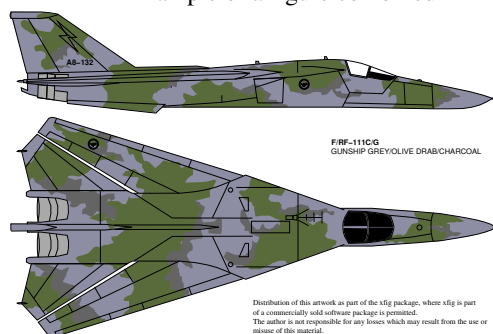 A8-132
F/RF-111C/G
GUNSHIP GREY/OLIVE DRAB/CHARCOAL
Distribution of this artwork as part of the xfig package, where xfig is part
of a commercially sold software package is permitted.
The author is not responsible for any losses which may result from the use or
misuse of this material.